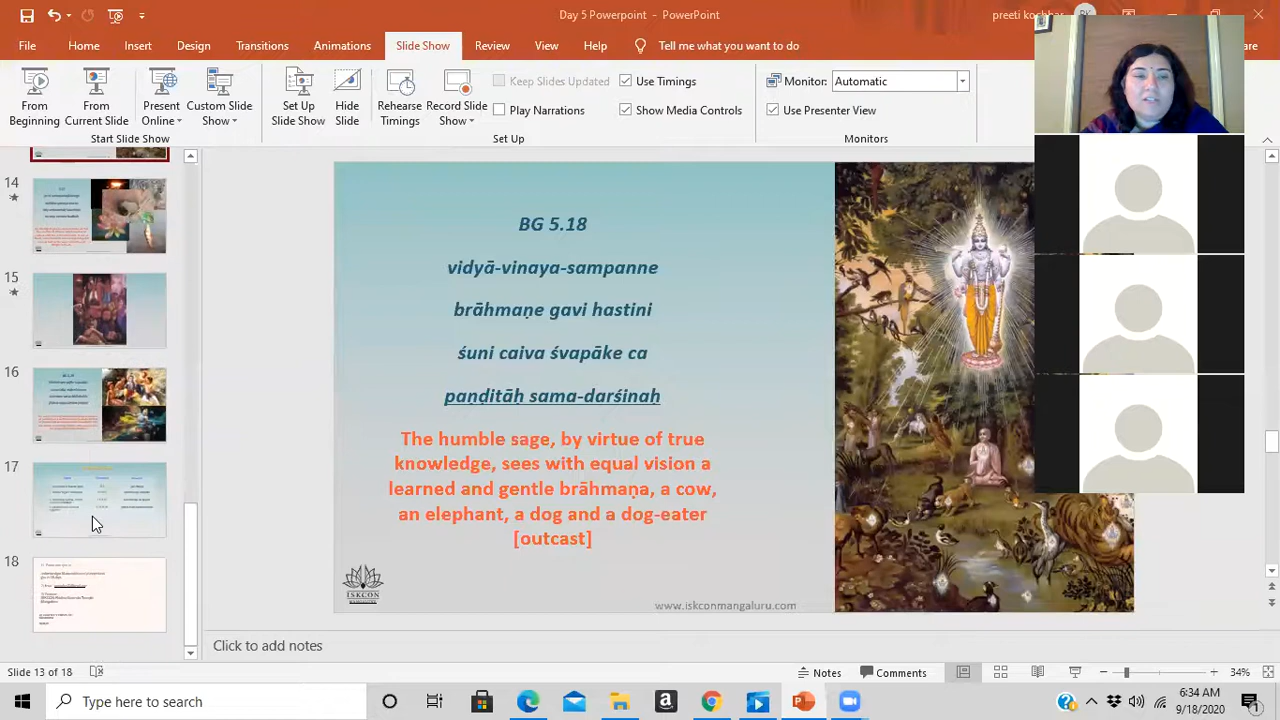 Day 5 Powerpoint - PowerPoint
preeti kochhar
File Home Insert Design Transitions Animations Slide Show Review View Help Tell me what you want to do
From Beginning
From Current Slide
Present Online
Custom Slide Show
Set Up Slide Show
Hide Slide
Rehearse Timings
Record Slide Show
Keep Slides Updated
Play Narrations
Use Timings
Show Media Controls
Monitor: Automatic
Use Presenter View
Start Slide Show
Set Up
Monitors
14
15
16
17
18
BG 5.18
vidyā-vinaya-sampanne
brāhmaṇe gavi hastini
śuni caiva śvapāke ca
paṇḍitāḥ sama-darśinaḥ
The humble sage, by virtue of true
knowledge, sees with equal vision a
learned and gentle brāhmaṇa, a cow,
an elephant, a dog and a dog-eater
[outcast]
ISKCON
www.iskconmangaluru.com
Click to add notes
Slide 13 of 18
Notes
Comments
34%
Type here to search
6:34 AM
9/18/2020